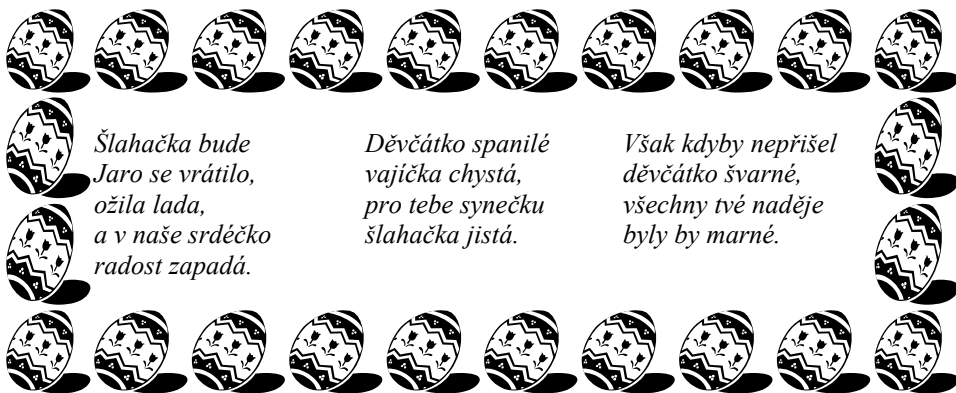 Šlahačka bude
Jaro se vrátilo,
ožila lada,
a v naše srdéčko
radost zapadá.
Děvčátko spanilé
vajíčka chystá,
pro tebe synečku
šlahačka jistá.
Však kdyby nepřišel
děvčátko švarné,
všechny tvé naděje
byly by marné.